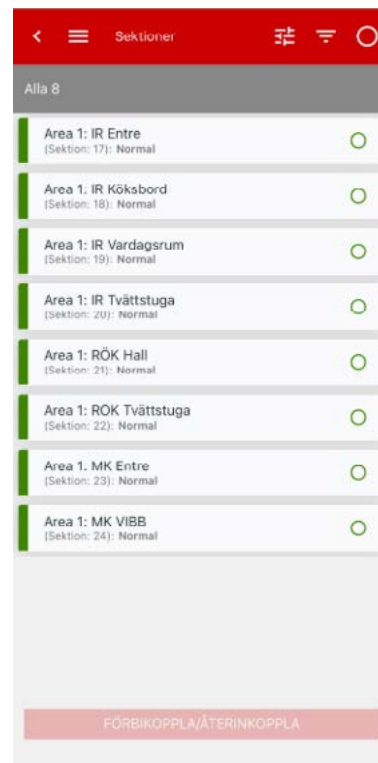 Sektioner
Alla 8
Area 1: IR Entre
(Sektion: 17): Normal
Area 1. IR Köksbord
(Sektion: 18): Normal
Area 1: IR Vardagsrum
(Sektion: 19): Normal
Area 1: IR Tvättstuga
(Sektion: 20): Normal
Area 1: RÖK Hall
(Sektion: 21): Normal
Area 1: ROK Tvättstuga
(Sektion: 22): Normal
Area 1. MK Entre
(Sektion: 23): Normal
Area 1: MK VIBB
(Sektion: 24): Normal
FÖRBIKOPPLA/ÅTERINKOPPLA